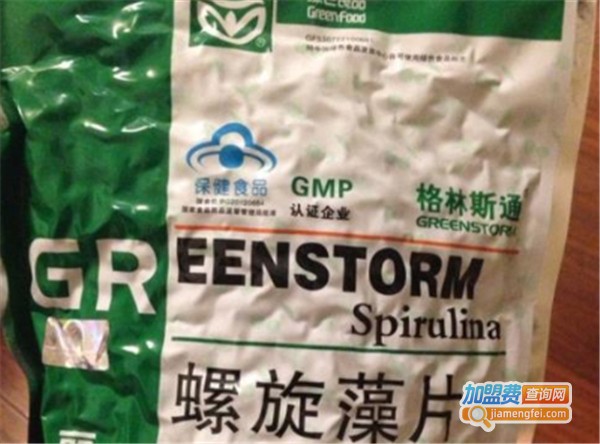 GreenFood
保健食品
GMP
认证企业
格林斯通
GREENSTORM
GREENSTORM
Spirulina
螺旋藻片
加盟费查询网
jiamengfei.com